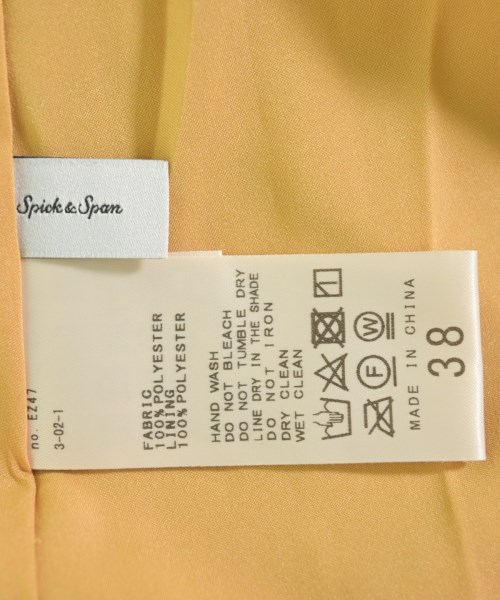 Spick & Span
no. EZ47
3-02-1
FABRIC
100%POLYESTER
LINING
100%POLYESTER
HAND WASH
DO NOT BLEACH
DO NOT TUMBLE DRY
LINE DRY IN THE SHADE
DO NOT IRON
DRY CLEAN
WET CLEAN
F
W
MADE IN CHINA
38